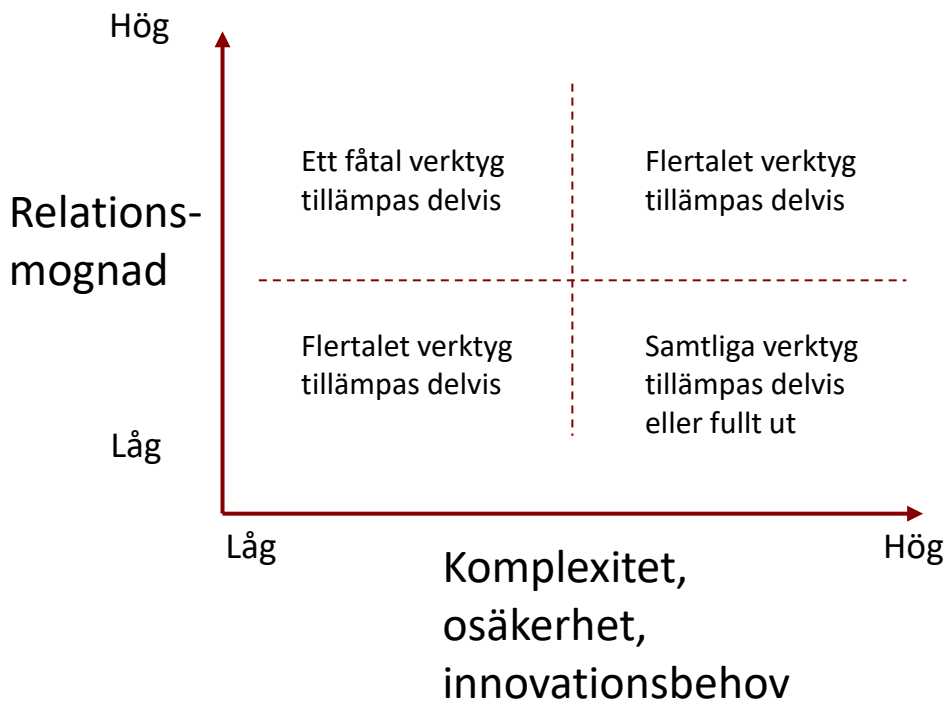 Hög
Relations-
mognad
Ett fåtal verktyg
tillämpas delvis
Flertalet verktyg
tillämpas delvis
Flertalet verktyg
tillämpas delvis
Samtliga verktyg
tillämpas delvis
eller fullt ut
Låg
Låg
Hög
Komplexitet,
osäkerhet,
innovationsbehov